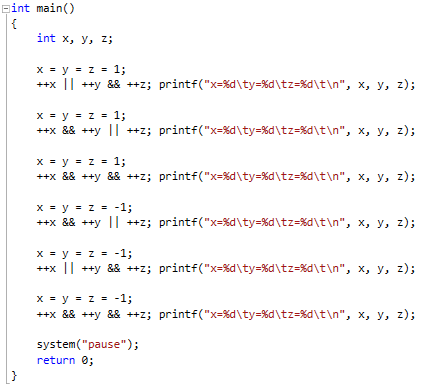 int main()
{
int x, y, z;
x = y = z = 1;
++x || ++y && ++z; printf("x=%d\ty=%d\tz=%d\t\n", x, y, z);
x = y = z = 1;
++x && ++y || ++z; printf("x=%d\ty=%d\tz=%d\t\n", x, y, z);
x = y = z = 1;
++x && ++y && ++z; printf("x=%d\ty=%d\tz=%d\t\n", x, y, z);
x = y = z = -1;
++x && ++y || ++z; printf("x=%d\ty=%d\tz=%d\t\n", x, y, z);
x = y = z = -1;
++x || ++y && ++z; printf("x=%d\ty=%d\tz=%d\t\n", x, y, z);
x = y = z = -1;
++x && ++y && ++z; printf("x=%d\ty=%d\tz=%d\t\n", x, y, z);
system("pause");
return 0;
}